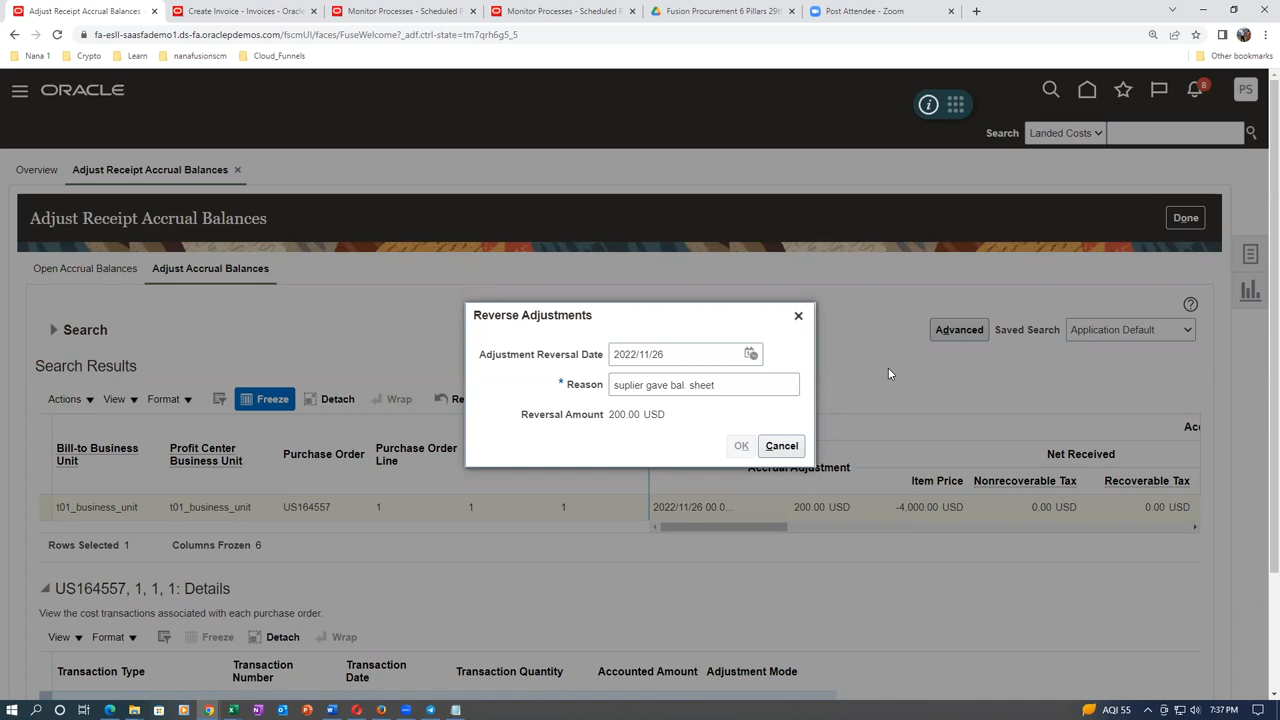 Adjust Receipt Accrual Balances
Create Invoice - Invoices - Oracle
Monitor Processes - Scheduled P
Monitor Processes - Scheduled P
Fusion Procurement 6 Pillars 29th
Post Attendee - Zoom
fa-esll-saasfademo1.ds-fa.oraclepdemos.com/fscmUI/faces/FuseWelcome?_adf.ctrl-state=tm7qrh6g5_5
Nana 1
Crypto
Learn
nanafusionscm
Cloud_Funnels
Other bookmarks
ORACLE
8
PS
Search Landed Costs
Overview
Adjust Receipt Accrual Balances
Adjust Receipt Accrual Balances
Done
Open Accrual Balances
Adjust Accrual Balances
Search
Advanced Saved Search Application Default
Search Results
Actions View Format Freeze Detach Wrap Re
Reverse Adjustments
Adjustment Reversal Date 2022/11/26
* Reason suplier gave bal. sheet
Reversal Amount 200.00 USD
OK Cancel
Bill-to Business Unit
Profit Center Business Unit
Purchase Order
Purchase Order Line
Accrual Adjustment
Acc
Net Received
Item Price
Nonrecoverable Tax
Recoverable Tax
t01_business_unit t01_business_unit US164557 1 1 1 2022/11/26 00.0... 200.00 USD -4,000.00 USD 0.00 USD 0.00 USD
Rows Selected 1 Columns Frozen 6
US164557, 1, 1, 1: Details
View the cost transactions associated with each purchase order.
View Format Freeze Detach Wrap
Transaction Type
Transaction Number
Transaction Date
Transaction Quantity
Accounted Amount
Adjustment Mode
AQI 55
7:37 PM